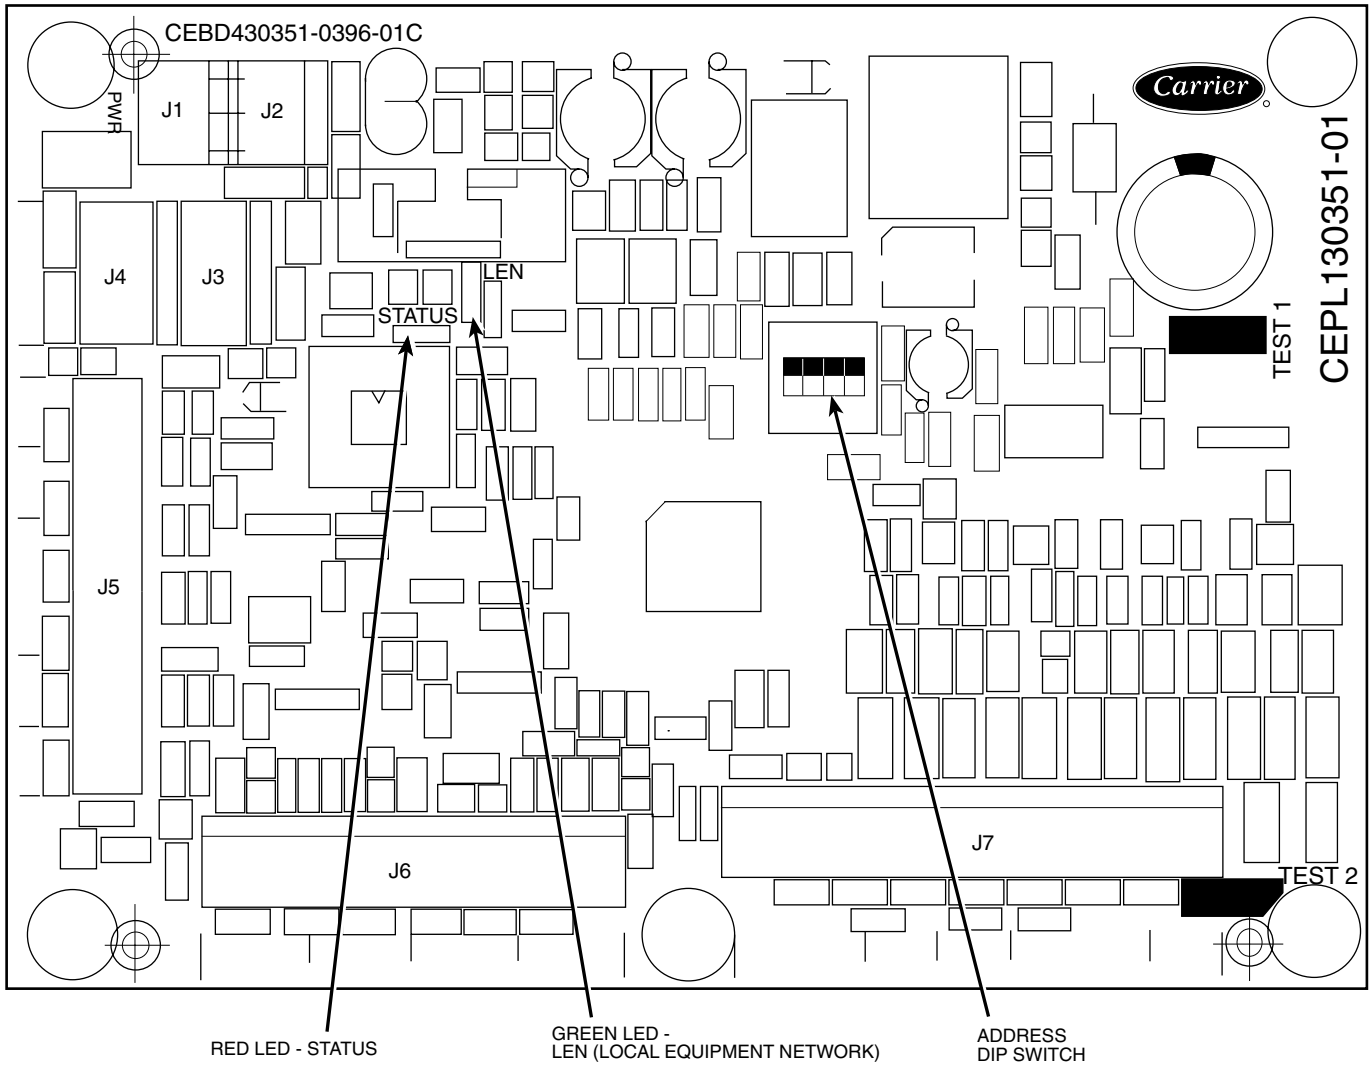 CEBD430351-0396-01C
Carrier
PWR
J1
J2
CEPL130351-01
J4
J3
LEN
STATUS
TEST 1
J5
J6
J7
TEST 2
RED LED - STATUS
GREEN LED -
LEN (LOCAL EQUIPMENT NETWORK)
ADDRESS
DIP SWITCH